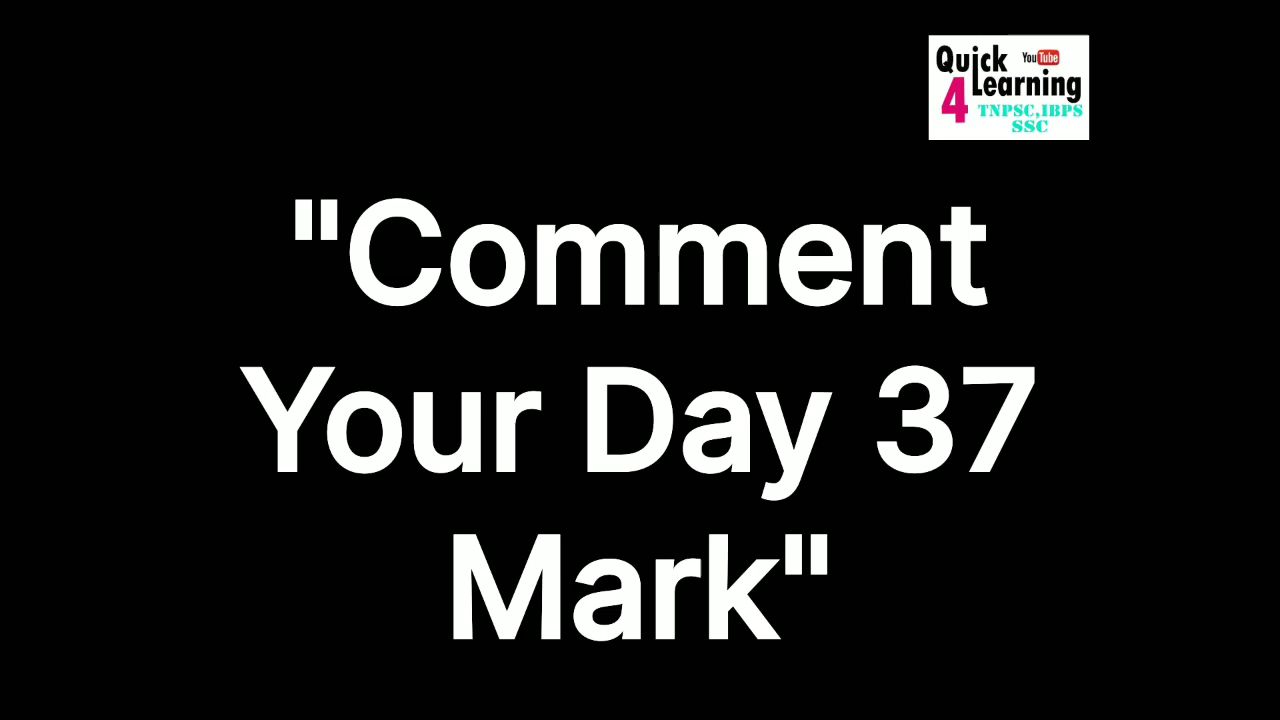 Quick YouTube
4 Learning
TNPSC,IBPS
SSC
"Comment
Your Day 37
Mark"